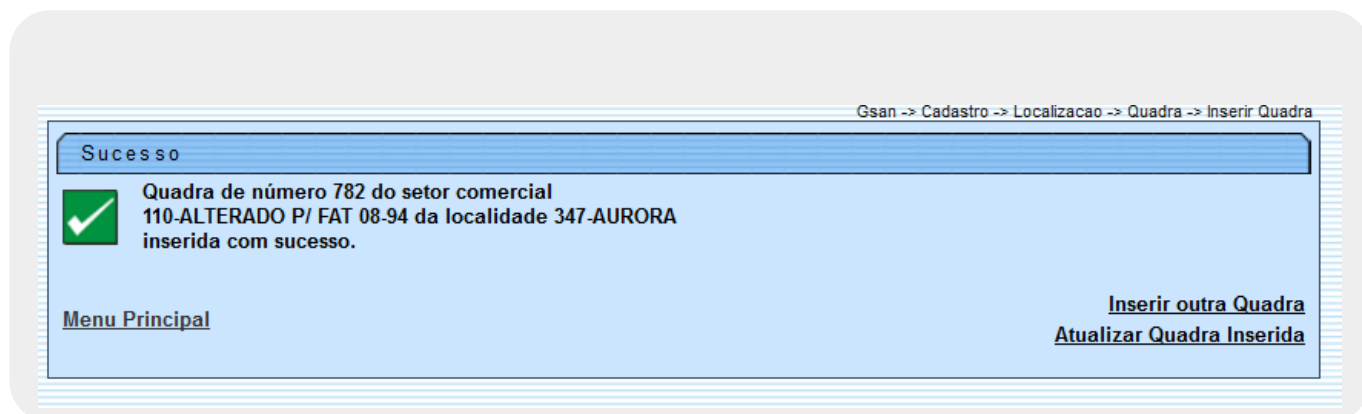 Gsan -> Cadastro -> Localizacao -> Quadra -> Inserir Quadra
Sucesso
Quadra de número 782 do setor comercial
110-ALTERADO P/ FAT 08-94 da localidade 347-AURORA
inserida com sucesso.
Inserir outra Quadra
Menu Principal
Atualizar Quadra Inserida